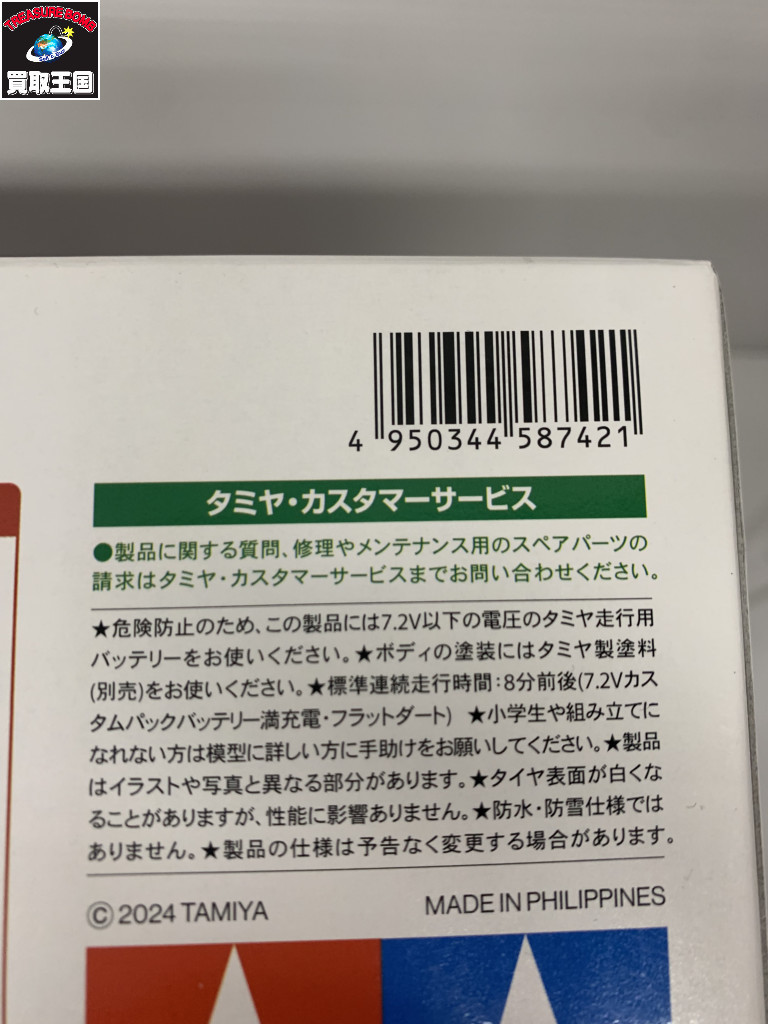 TREASURE BOMB
買取王国
4 950344 587421
タミヤ・カスタマーサービス
●製品に関する質問、修理やメンテナンス用のスペアパーツの
請求はタミヤ・カスタマーサービスまでお問い合わせください。
★危険防止のため、この製品には7.2V以下の電圧のタミヤ走行用
バッテリーをお使いください。★ボディの塗装にはタミヤ製塗料
(別売)をお使いください。★標準連続走行時間:8分前後(7.2Vカス
タムパックバッテリー満充電・フラットダート) ★小学生や組み立てに
なれない方は模型に詳しい方に手助けをお願いしてください。★製品
はイラストや写真と異なる部分があります。★タイヤ表面が白くな
ることがありますが、性能に影響ありません。★防水・防雪仕様では
ありません。★製品の仕様は予告なく変更する場合があります。
© 2024 TAMIYA
MADE IN PHILIPPINES